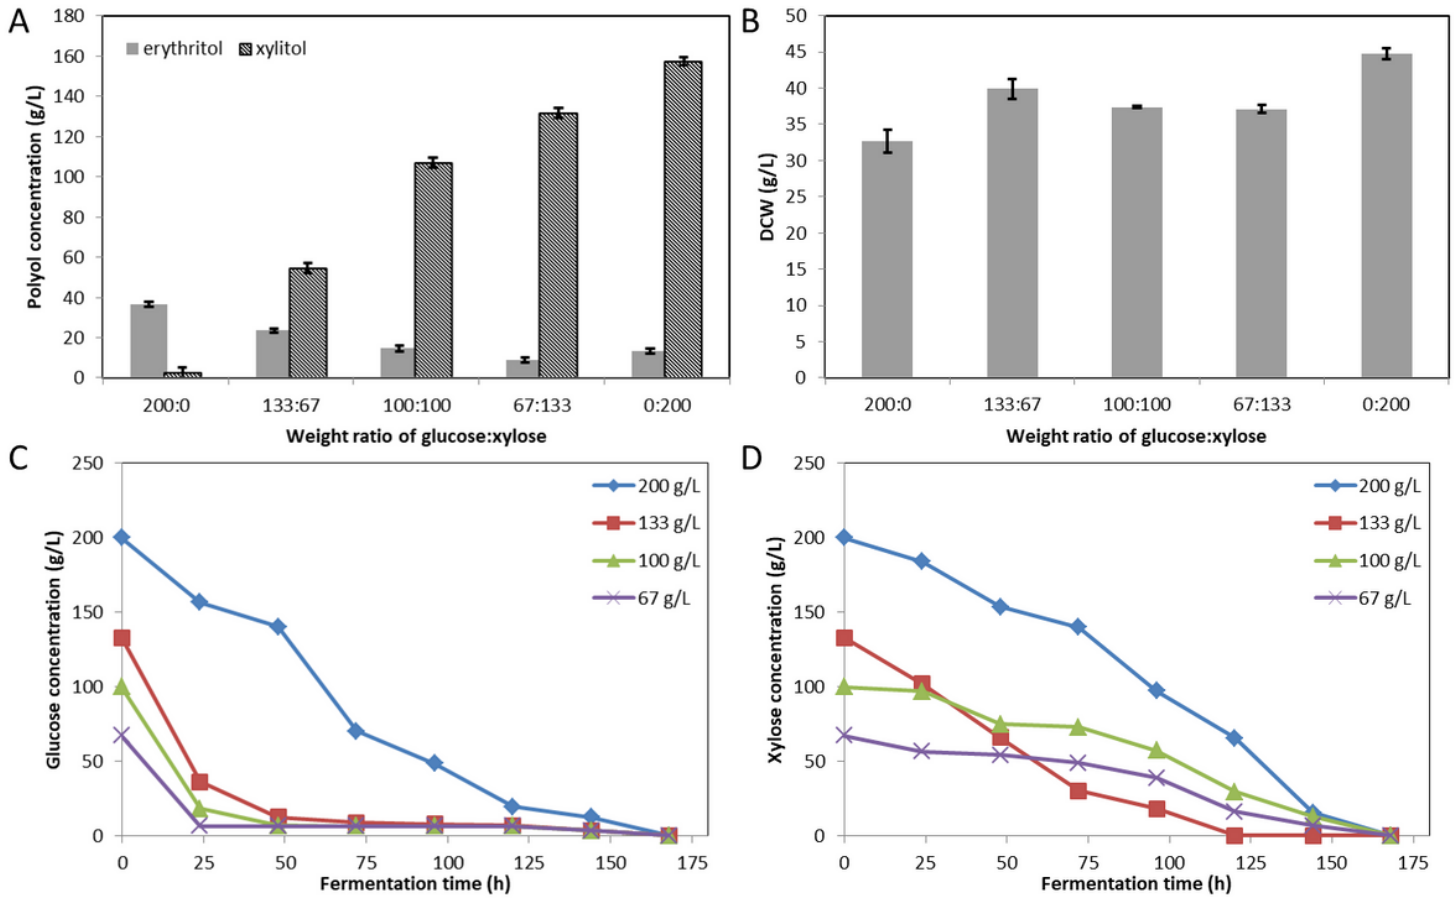 A
180
160
140
120
100
80
60
40
20
0
Polyol concentration (g/L)
erythritol xylitol
200:0 133:67 100:100 67:133 0:200
Weight ratio of glucose:xylose
B
50
45
40
35
30
25
20
15
10
5
0
DCW (g/L)
200:0 133:67 100:100 67:133 0:200
Weight ratio of glucose:xylose
C
250
200
150
100
50
0
Glucose concentration (g/L)
200 g/L
133 g/L
100 g/L
67 g/L
0 25 50 75 100 125 150 175
Fermentation time (h)
D
250
200
150
100
50
0
Xylose concentration (g/L)
200 g/L
133 g/L
100 g/L
67 g/L
0 25 50 75 100 125 150 175
Fermentation time (h)